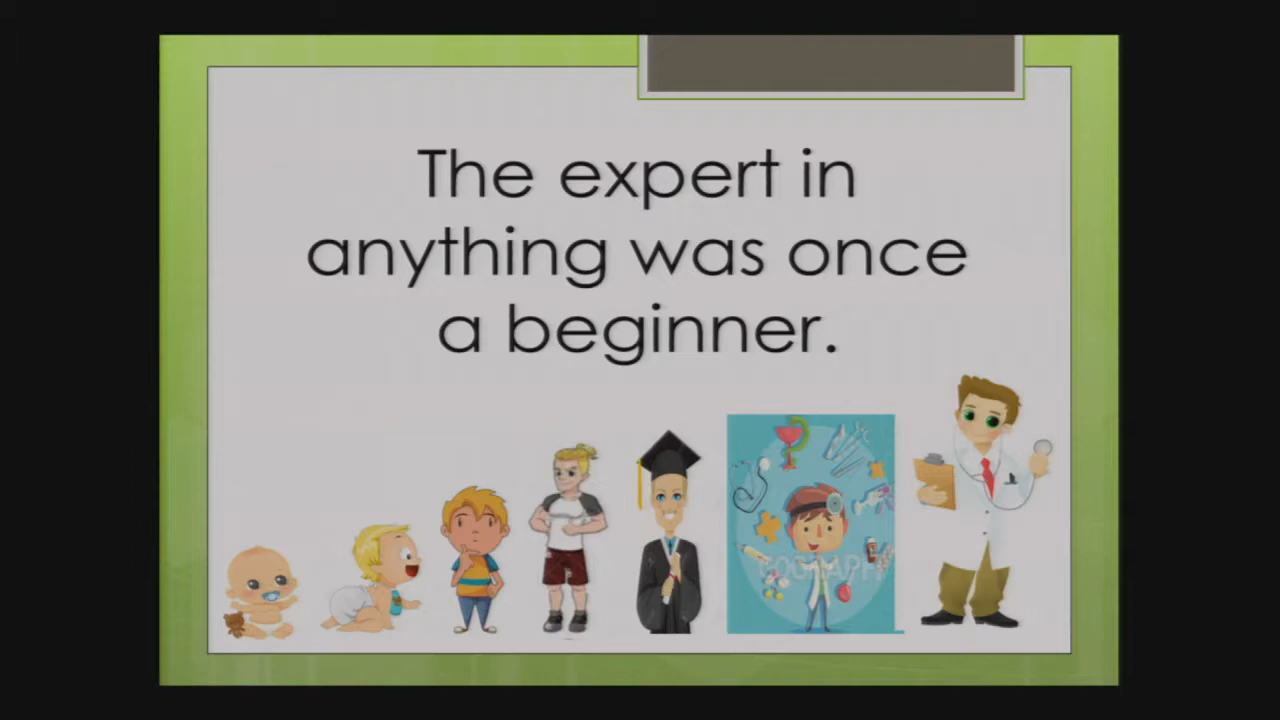 The expert in
anything was once
a beginner.